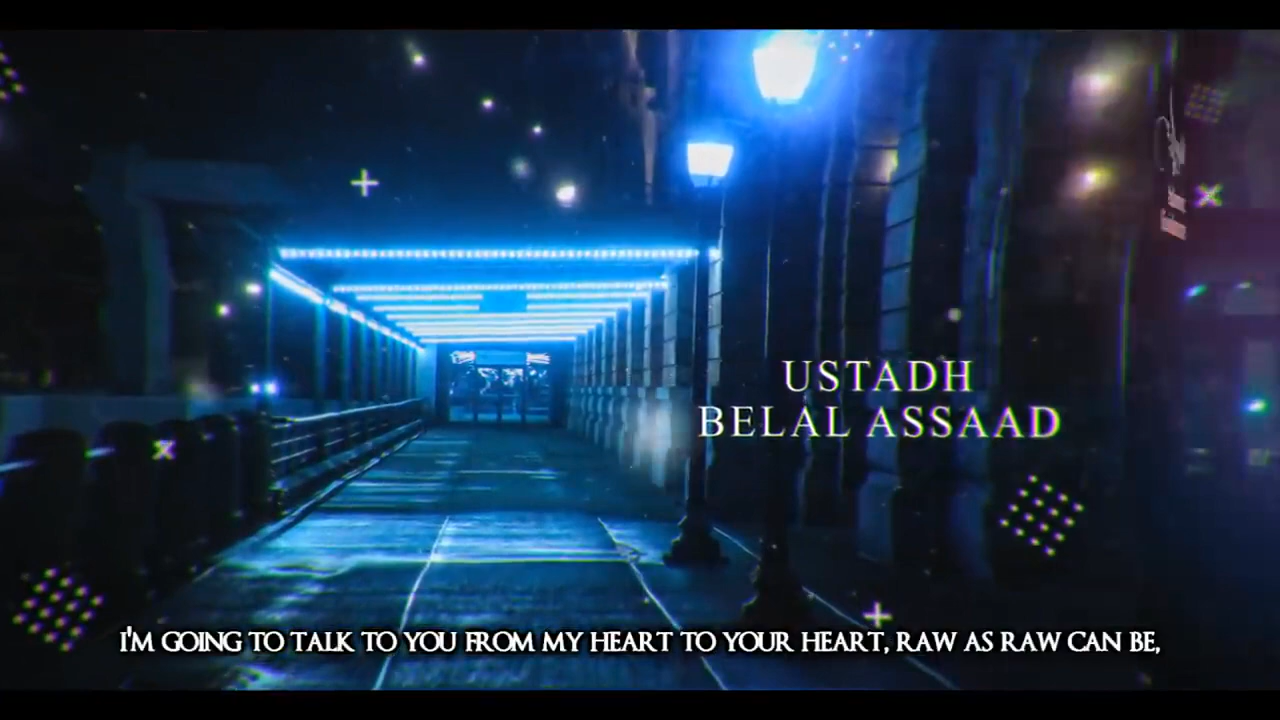 USTADH
BELAL ASSAAD
I'M GOING TO TALK TO YOU FROM MY HEART TO YOUR HEART, RAW AS RAW CAN BE,